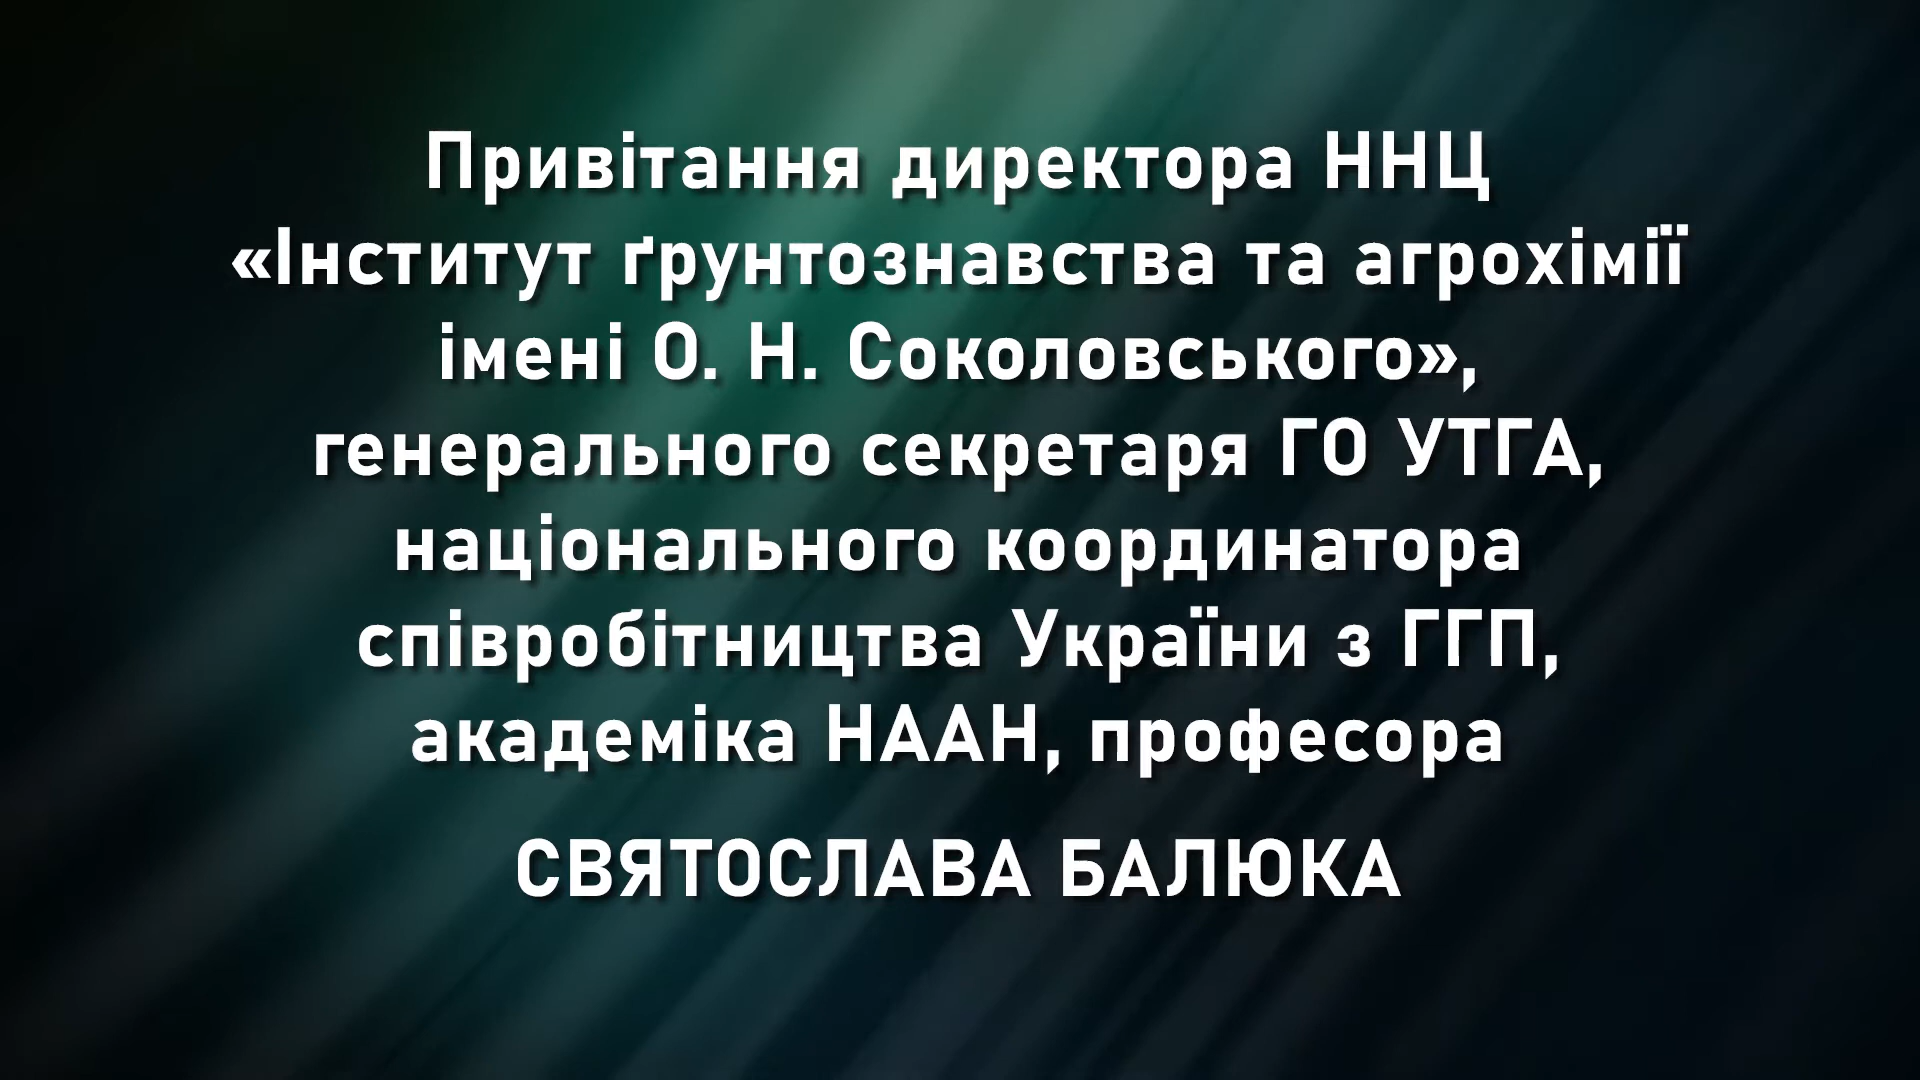 Привітання директора ННЦ
«Інститут ґрунтознавства та агрохімії
імені О. Н. Соколовського»,
генерального секретаря ГО УТГА,
національного координатора
співробітництва України з ГГП,
академіка НААН, професора
СВЯТОСЛАВА БАЛЮКА